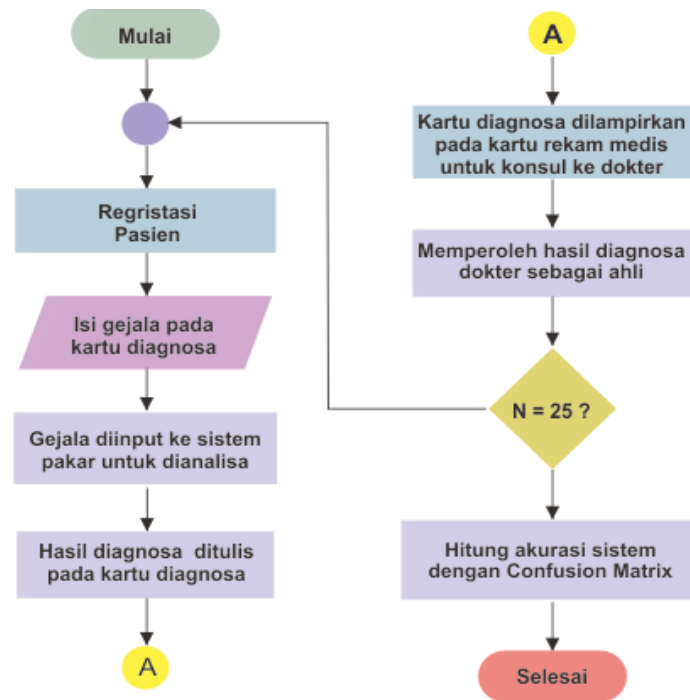 Mulai
Regristasi
Pasien
Isi gejala pada
kartu diagnosa
Gejala diinput ke sistem
pakar untuk dianalisa
Hasil diagnosa ditulis
pada kartu diagnosa
A
A
Kartu diagnosa dilampirkan
pada kartu rekam medis
untuk konsul ke dokter
Memperoleh hasil diagnosa
dokter sebagai ahli
N = 25 ?
Hitung akurasi sistem
dengan Confusion Matrix
Selesai